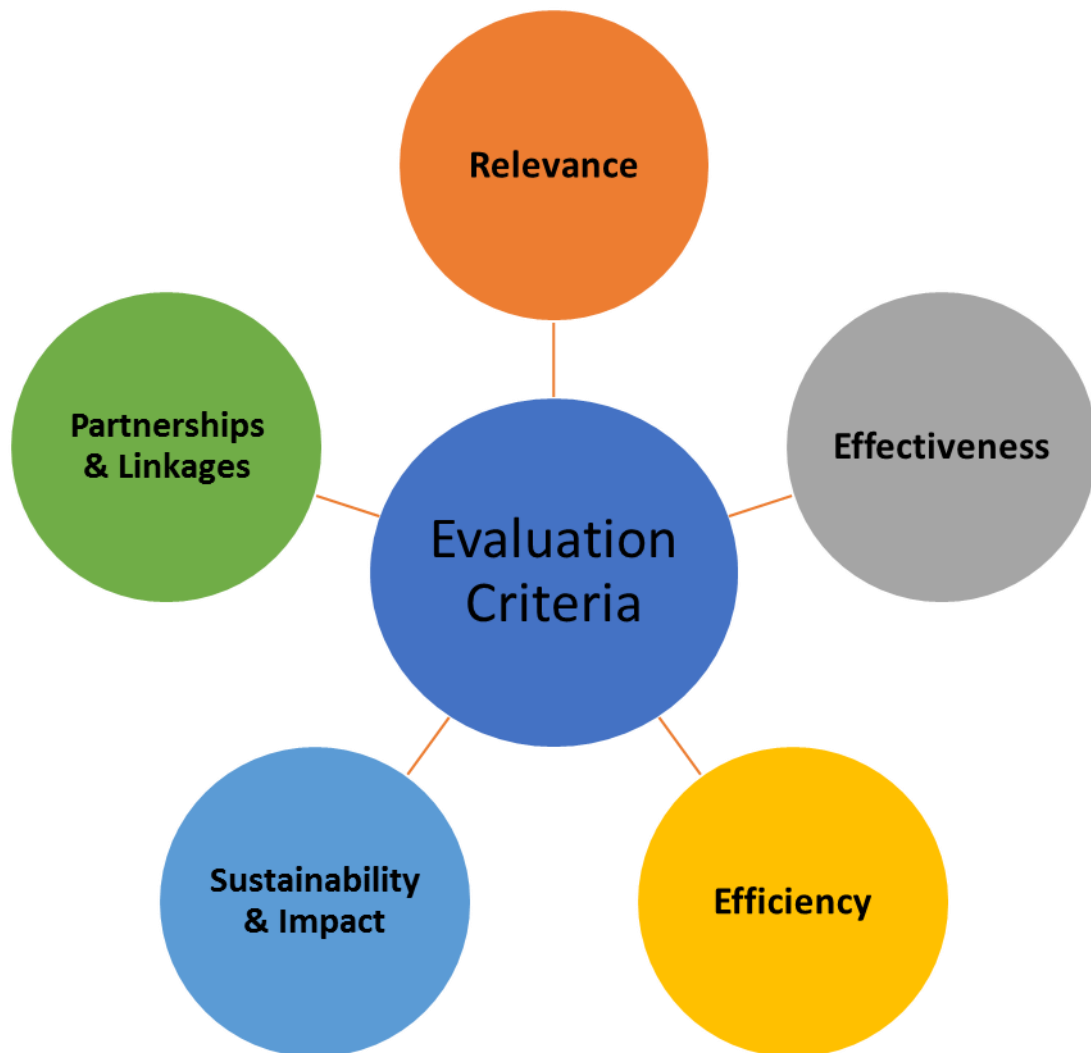 Relevance
Partnerships
& Linkages
Effectiveness
Evaluation
Criteria
Sustainability
& Impact
Efficiency